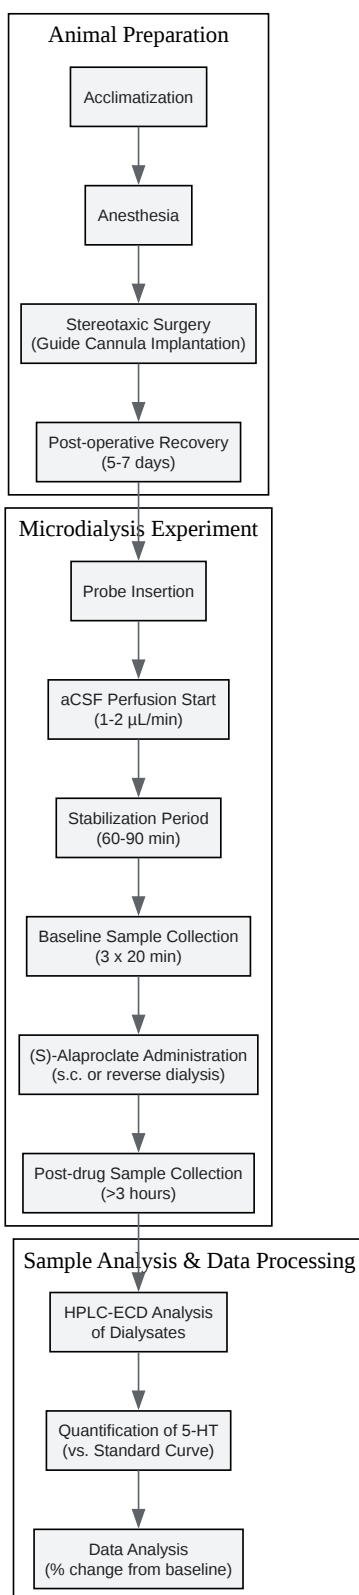 Animal Preparation
Acclimatization
Anesthesia
Stereotaxic Surgery
(Guide Cannula Implantation)
Post-operative Recovery
(5-7 days)
Microdialysis Experiment
Probe Insertion
aCSF Perfusion Start
(1-2 µL/min)
Stabilization Period
(60-90 min)
Baseline Sample Collection
(3 x 20 min)
(S)-Alaproclate Administration
(s.c. or reverse dialysis)
Post-drug Sample Collection
(>3 hours)
Sample Analysis & Data Processing
HPLC-ECD Analysis
of Dialysates
Quantification of 5-HT
(vs. Standard Curve)
Data Analysis
(% change from baseline)